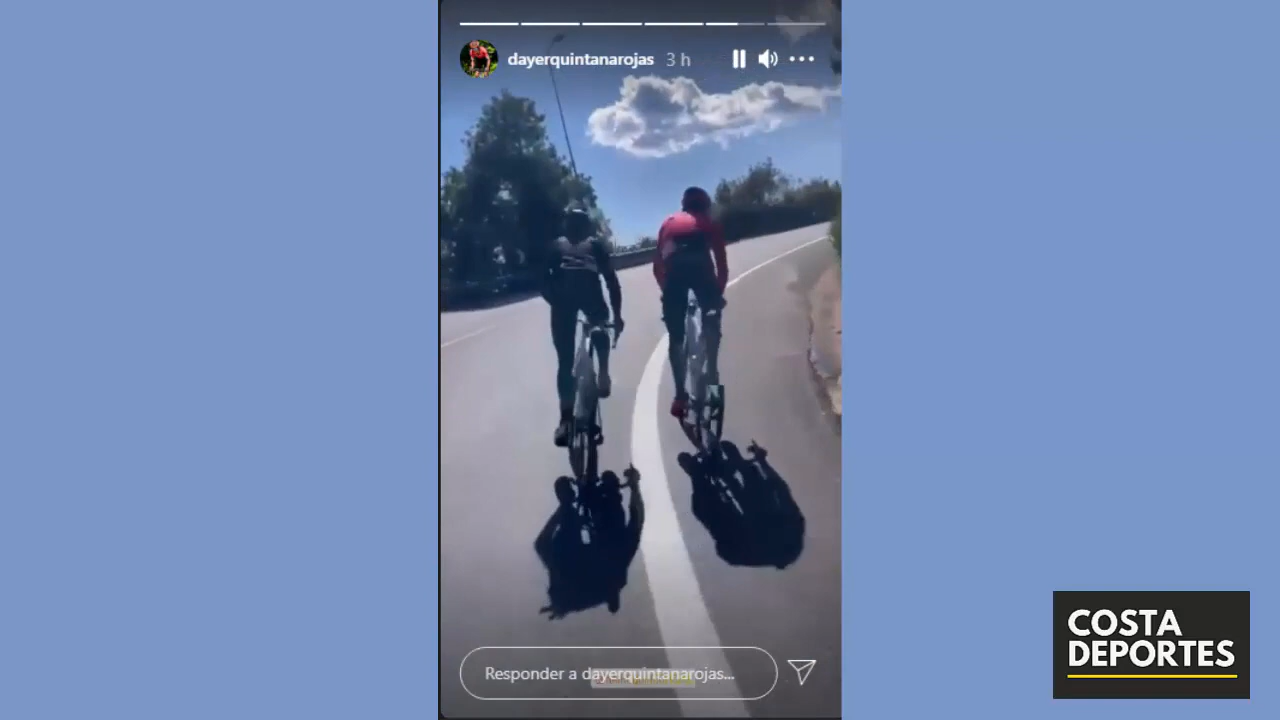 dayerquintanarojas 3 h
Responder a dayerquintanarojas...
COSTA
DEPORTES